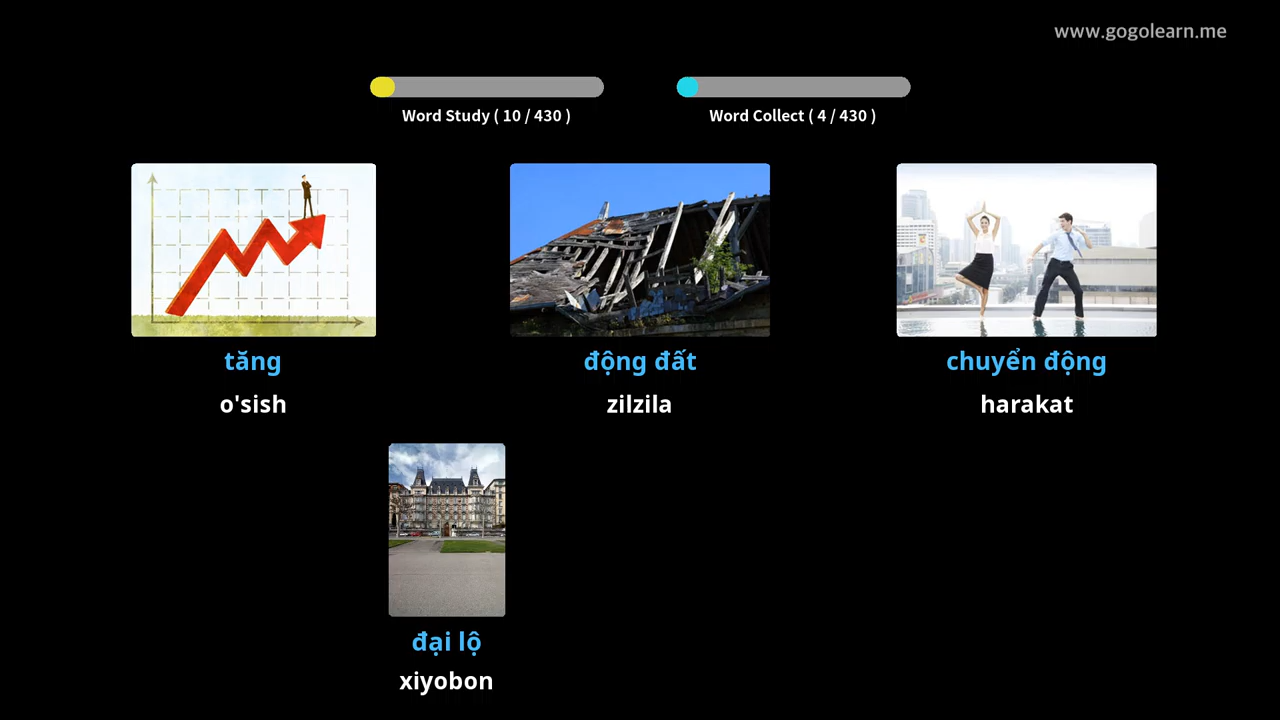 www.gogolearn.me
Word Study ( 10 / 430 )
Word Collect ( 4 / 430 )
tăng
o'sish
động đất
zilzila
chuyển động
harakat
đại lộ
xiyobon